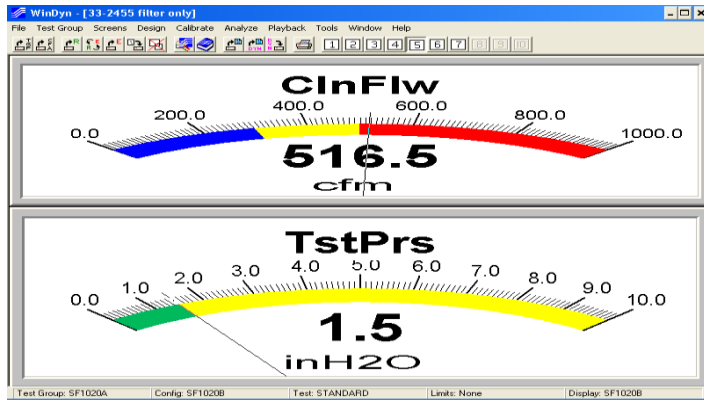 WinDyn - [33-2455 filter only]
File Test Group Screens Design Calibrate Analyze Playback Tools Window Help
1 2 3 4 5 6 7 8 9 10
ClnFlw
0.0 200.0 400.0 600.0 800.0 1000.0
516.5
cfm
TstPrs
0.0 1.0 2.0 3.0 4.0 5.0 6.0 7.0 8.0 9.0 10.0
1.5
inH2O
Test Group: SF1020A Config: SF1020B Test: STANDARD Limits: None Display: SF1020B